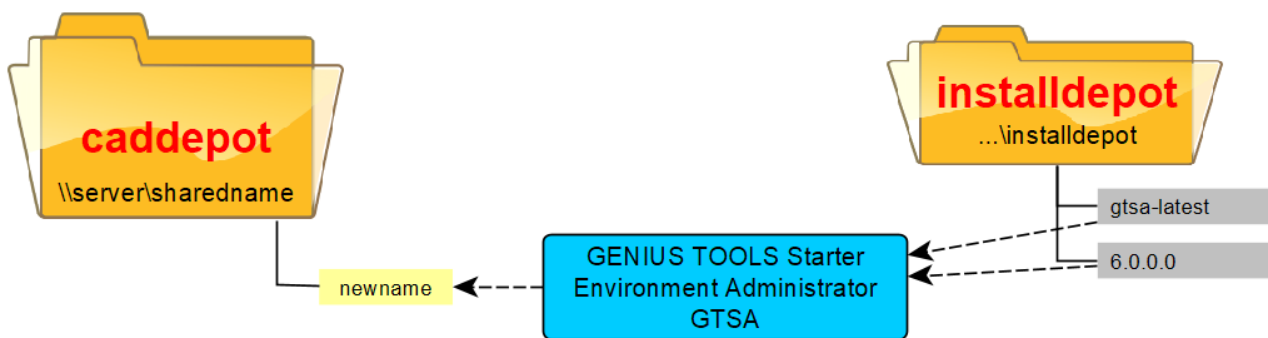 caddepot
\\server\sharedname
newname
GENIUS TOOLS Starter
Environment Administrator
GTSA
installdepot
...\installdepot
gtsa-latest
6.0.0.0